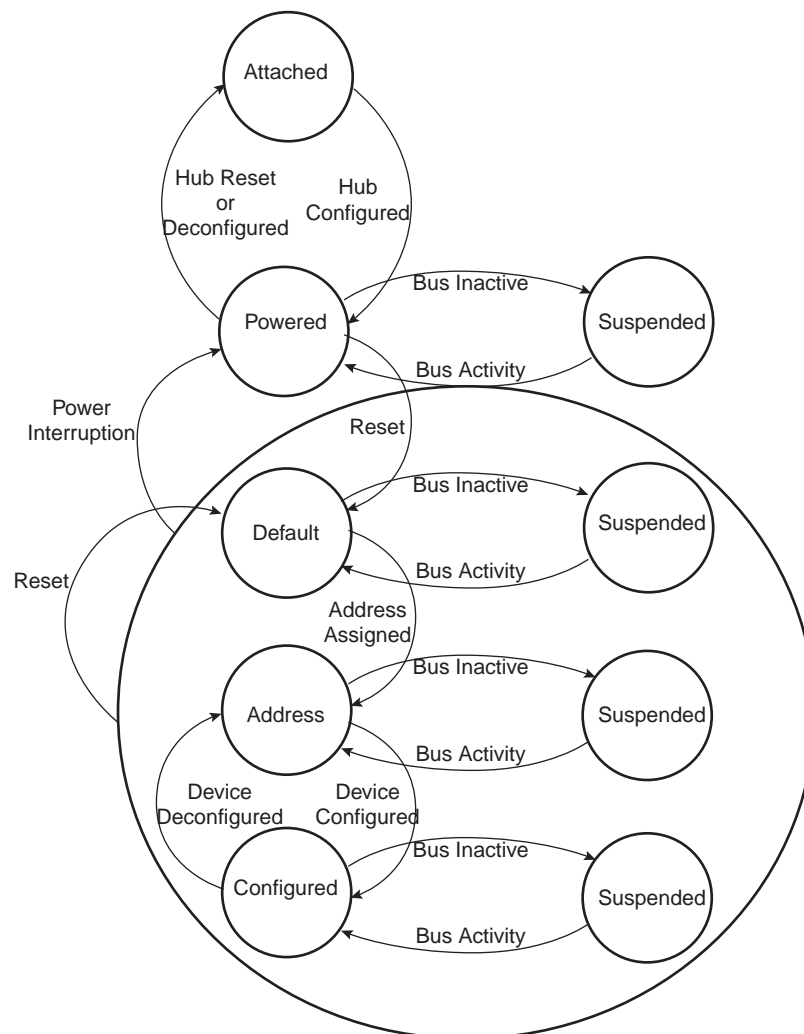 Attached
Hub Reset
or
Deconfigured
Hub
Configured
Bus Inactive
Powered
Suspended
Bus Activity
Power
Interruption
Reset
Bus Inactive
Default
Suspended
Bus Activity
Reset
Address
Assigned
Bus Inactive
Address
Suspended
Bus Activity
Device
Deconfigured
Device
Configured
Bus Inactive
Configured
Suspended
Bus Activity